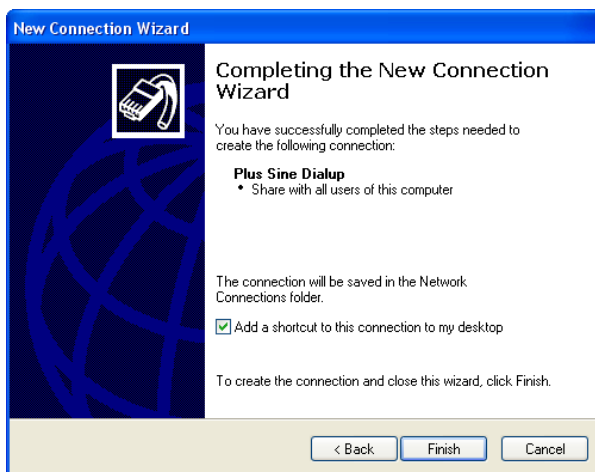 New Connection Wizard
Completing the New Connection
Wizard
You have successfully completed the steps needed to
create the following connection:
Plus Sine Dialup
• Share with all users of this computer
The connection will be saved in the Network
Connections folder.
Add a shortcut to this connection to my desktop
To create the connection and close this wizard, click Finish.
< Back Finish Cancel